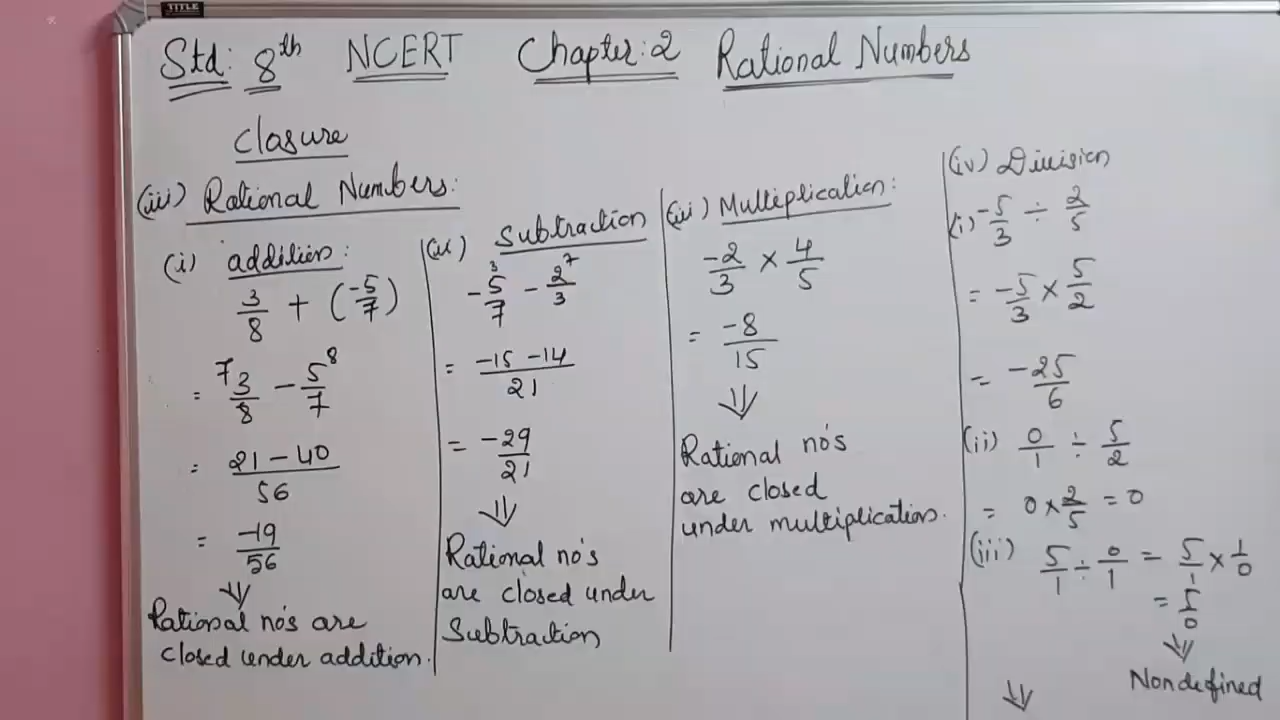 TITLE
Std: 8th NCERT Chapter: 2 Rational Numbers
Closure
(iii) Rational Numbers:
(i) addition:
3/8 + (-5/7)
= 7 3/8 - 5/7 8
= 21 - 40 / 56
= -19/56
⇓
Rational no's are
closed under addition.
(ii) Subtraction
- 5/7 3 - 2/3 7
= -15 -14 / 21
= -29/21
⇓
Rational no's
are closed under
Subtraction
(iii) Multiplication:
-2/3 × 4/5
= -8/15
⇓
Rational no's
are closed
under multiplication.
(iv) Division
(i) -5/3 ÷ 2/5
= -5/3 × 5/2
= -25/6
(ii) 0/1 ÷ 5/2
= 0 × 2/5 = 0
(iii) 5/1 ÷ 0/1 = 5/1 × 1/0
= 5/0
⇓
Nondefined
⇓